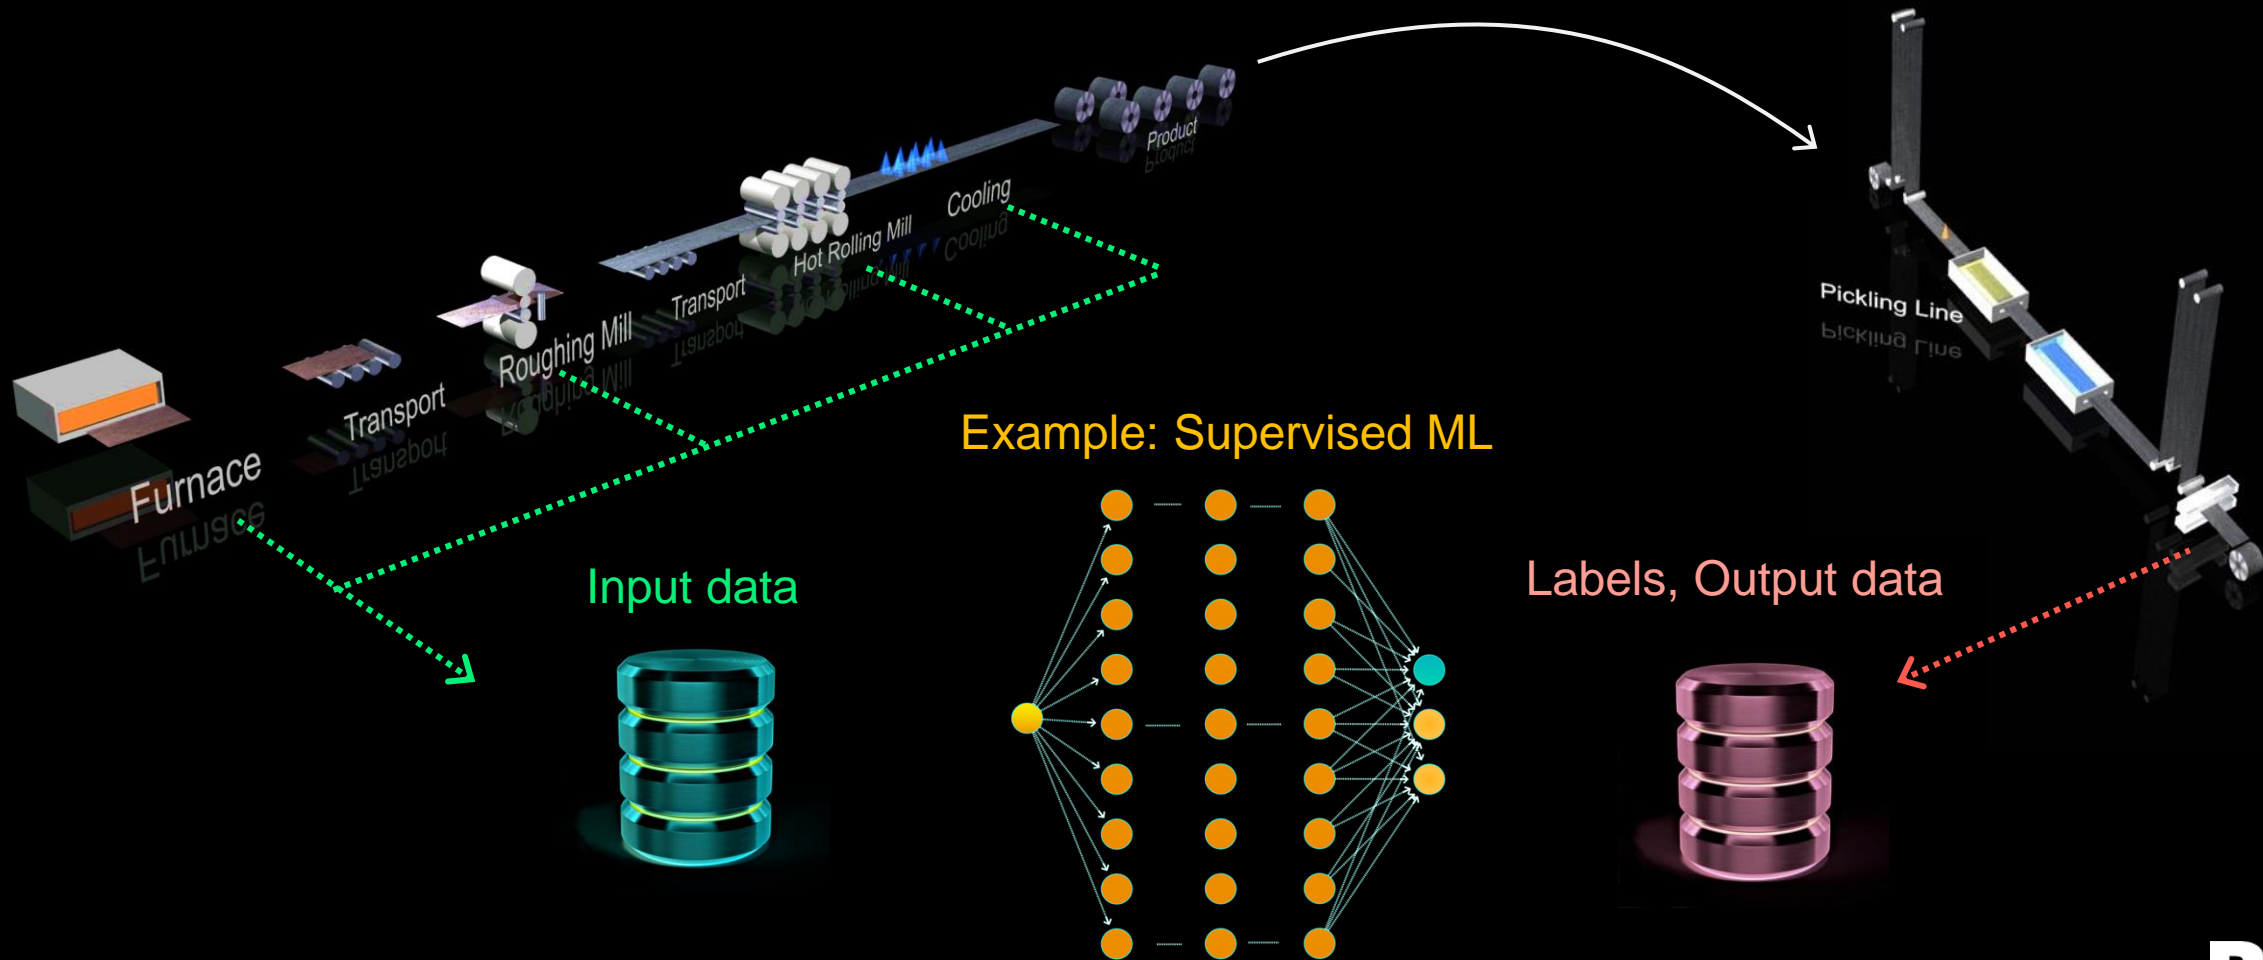 Product
Cooling
Hot Rolling Mill
Transport
Roughing Mill
Transport
Furnace
Pickling Line
Example: Supervised ML
Input data
Labels, Output data